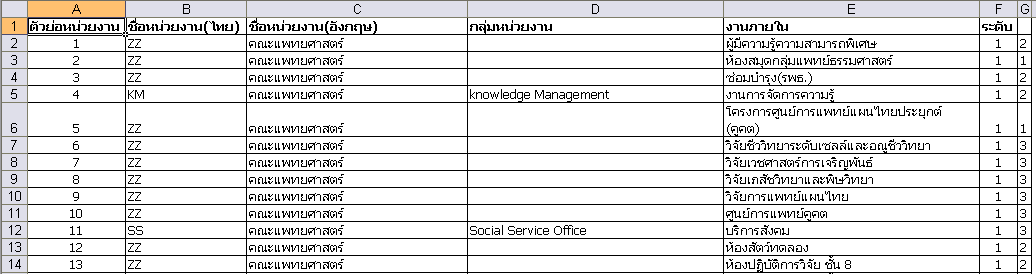 A B C D E F G
1 ตัวย่อหน่วยงาน ชื่อหน่วยงาน(ไทย) ชื่อหน่วยงาน(อังกฤษ) กลุ่มหน่วยงาน งานภายใน ระดับ
2 1 ZZ คณะแพทยศาสตร์ ผู้มีความรู้ความสามารถพิเศษ 1 2
3 2 ZZ คณะแพทยศาสตร์ ห้องสมุดกลุ่มแพทย์ธรรมศาสตร์ 1 1
4 3 ZZ คณะแพทยศาสตร์ ซ่อมบำรุง(รพธ.) 1 2
5 4 KM คณะแพทยศาสตร์ knowledge Management งานการจัดการความรู้ 1 2
โครงการศูนย์การแพทย์แผนไทยประยุกต์
6 5 ZZ คณะแพทยศาสตร์ (คูคต) 1 1
7 6 ZZ คณะแพทยศาสตร์ วิจัยชีววิทยาระดับเซลล์และอณูชีววิทยา 1 3
8 7 ZZ คณะแพทยศาสตร์ วิจัยเวชศาสตร์การเจริญพันธ์ 1 3
9 8 ZZ คณะแพทยศาสตร์ วิจัยเภสัชวิทยาและพิษวิทยา 1 3
10 9 ZZ คณะแพทยศาสตร์ วิจัยการแพทย์แผนไทย 1 3
11 10 ZZ คณะแพทยศาสตร์ ศูนย์การแพทย์คูคต 1 3
12 11 SS คณะแพทยศาสตร์ Social Service Office บริการสังคม 1 3
13 12 ZZ คณะแพทยศาสตร์ ห้องสัตว์ทดลอง 1 2
14 13 ZZ คณะแพทยศาสตร์ ห้องปฏิบัติการวิจัย ชั้น 8 1 2